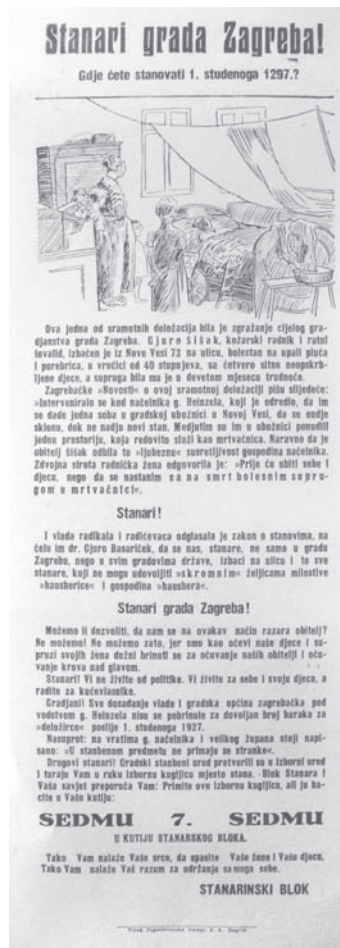 Stanari grada Zagreba!
Gdje ćete stanovati 1. studenoga 1297.?
Ova jedna od sramotnih deložacija bila je zgražanje cijelog gra-
djanstva grada Zagreba. Gjuro Šišak, kožarski radnik i ratni
invalid, izbačen je iz Nove Vesi 73 na ulicu, bolestan na upali pluća
i porebrica, u vrućici od 40 stupnjeva, sa četvero sitne neopskrb-
ljene djece, a supruga bila mu je u devetom mjesecu trudnoće.
Zagrebačke »Novosti« o ovoj sramotnoj deložaciji pišu slijedeće:
»Interveniralo se kod načelnika g. Heinzela, koji je odredio, da im
se dade jedna soba u gradskoj ubožnici u Novoj Vesi, da se ondje
sklonu, dok ne nadju novi stan. Medjutim su im u ubožnici ponudili
jednu prostoriju, koja redovito služi kao mrtvačnica. Naravno da je
obitelj Šišak odbila tu »ljubeznu« susretljivost gospodina načelnika.
Zdvojna sirota radnička žena odgovorila je: »Prije ću ubiti sebe i
djecu, nego da se nastanim sa na smrt bolesnim supru-
gom u mrtvačnici«.
Stanari!
I vlada radikala i radićevaca odglasala je zakon o stanovima, na
čelu im dr. Gjuro Basariček, da se nas, stanare, ne samo u gradu
Zagrebu, nego u svim gradovima države, izbaci na ulicu i to sve
stanare, koji ne mogu udovoljiti »skromnim« željicama milostive
»hausherice« i gospodina »haushera«.
Stanari grada Zagreba!
Možemo li dozvoliti, da nam se na ovakav način razara obitelj?
Ne možemo! Ne možemo zato, jer smo kao očevi naše djece i su-
pruzi svojih žena dužni brinuti se za očuvanje naših obitelji i oču-
vanje krova nad glavom.
Stanari! Vi ne živite od politike. Vi živite za sebe i svoju djecu, a
radite za kućevlasnike.
Gradjani! Sve dosadanje vlade i gradska općina zagrebačka pod
vodstvom g. Heinzela nisu se pobrinule za dovoljan broj baraka za
»deložirce« poslije 1. studenoga 1927.
Nasuprot: na vratima g. načelnika i velikog župana stoji napi-
sano: »U stanbenom predmetu ne primaju se stranke«.
Drugovi stanari! Gradski stanbeni ured pretvorili su u izborni ured
i turaju Vam u ruku izbornu kugljicu mjesto stana. Blok Stanara i
Vaša savjet preporuča Vam: Primite ovu izbornu kugljicu, ali ju ba-
cite u Vašu kutiju:
SEDMU 7. SEDMU
U KUTIJU STANARSKOG BLOKA.
Tako Vam nalaže Vaše srce, da spasite Vaše žene i Vašu djecu,
Tako Vam nalaže Vaš razum za održanje samoga sebe.
STANARINSKI BLOK